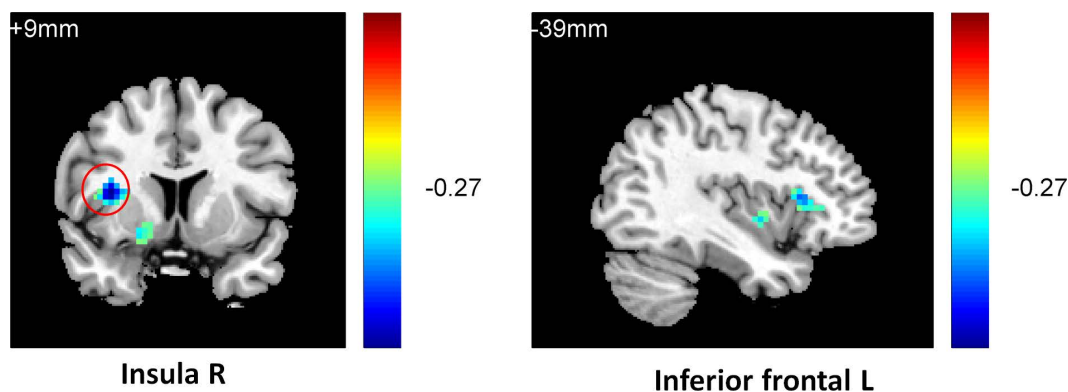 +9mm
-0.27
Insula R
-39mm
-0.27
Inferior frontal L